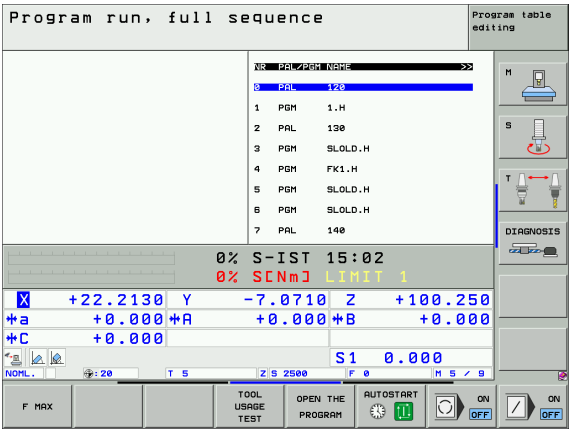 Program run, full sequence
Program table
editing
NR PAL/PGM NAME >>
0 PAL 120
1 PGM 1.H
2 PAL 130
3 PGM SLOLD.H
4 PGM FK1.H
5 PGM SLOLD.H
6 PGM SLOLD.H
7 PAL 140
M
S
T
DIAGNOSIS
0% S-IST 15:02
0% S[Nm] LIMIT 1
X +22.2130 Y -7.0710 Z +100.250
a +0.000 A +0.000 B +0.000
C +0.000
S1 0.000
NOML. :20 T 5 Z S 2500 F 0 M 5 / 9
F MAX
TOOL
USAGE
TEST
OPEN THE
PROGRAM
AUTOSTART
ON
OFF
ON
OFF